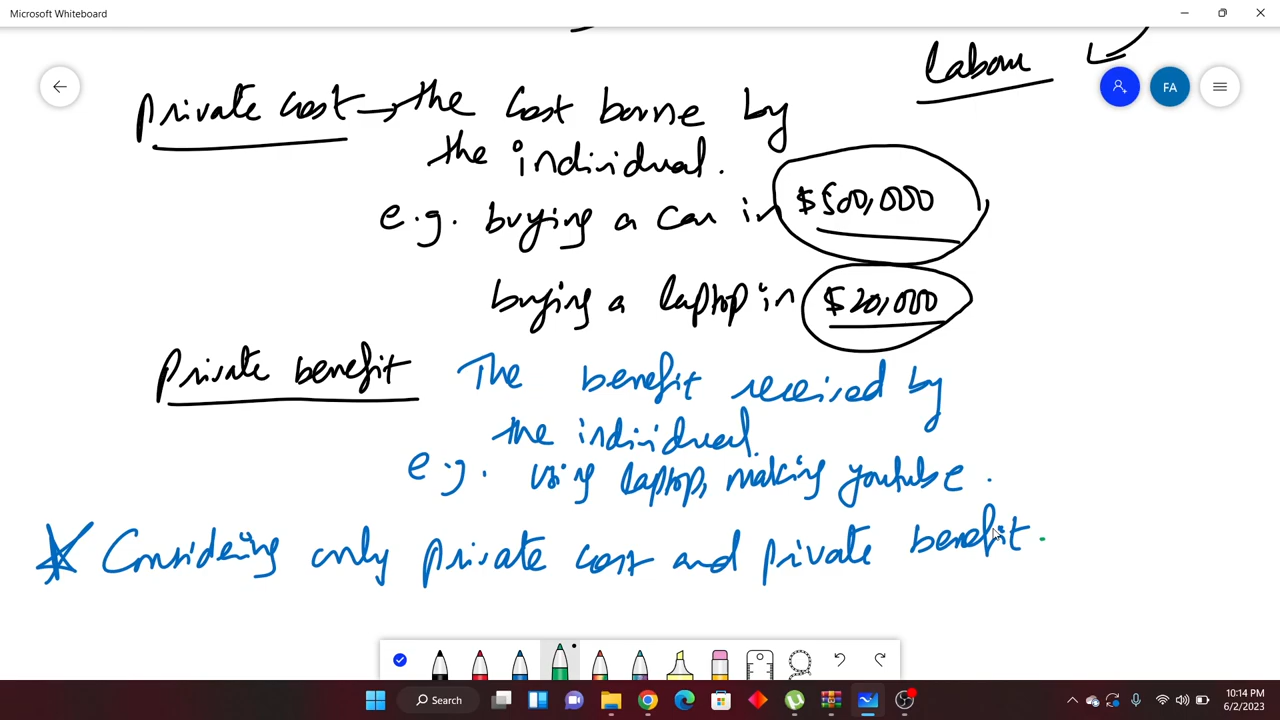 Microsoft Whiteboard
labour
FA
private cost → the cost borne by
the individual.
e.g. buying a car in $500,000
buying a laptop in $20,000
Private benefit The benefit received by
the individual.
e.g. using laptop, making youtube.
Considering only private cost and private benefit.
Search
10:14 PM
6/2/2023